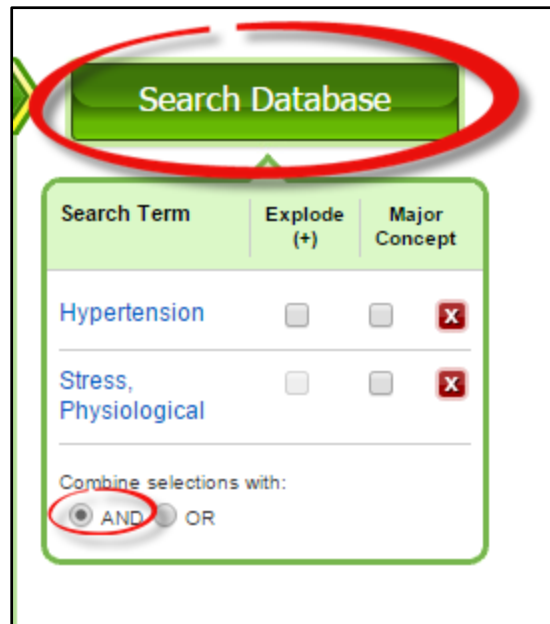 Search Database
Search Term Explode Major
(+) Concept
Hypertension X
Stress, X
Physiological
Combine selections with:
AND OR